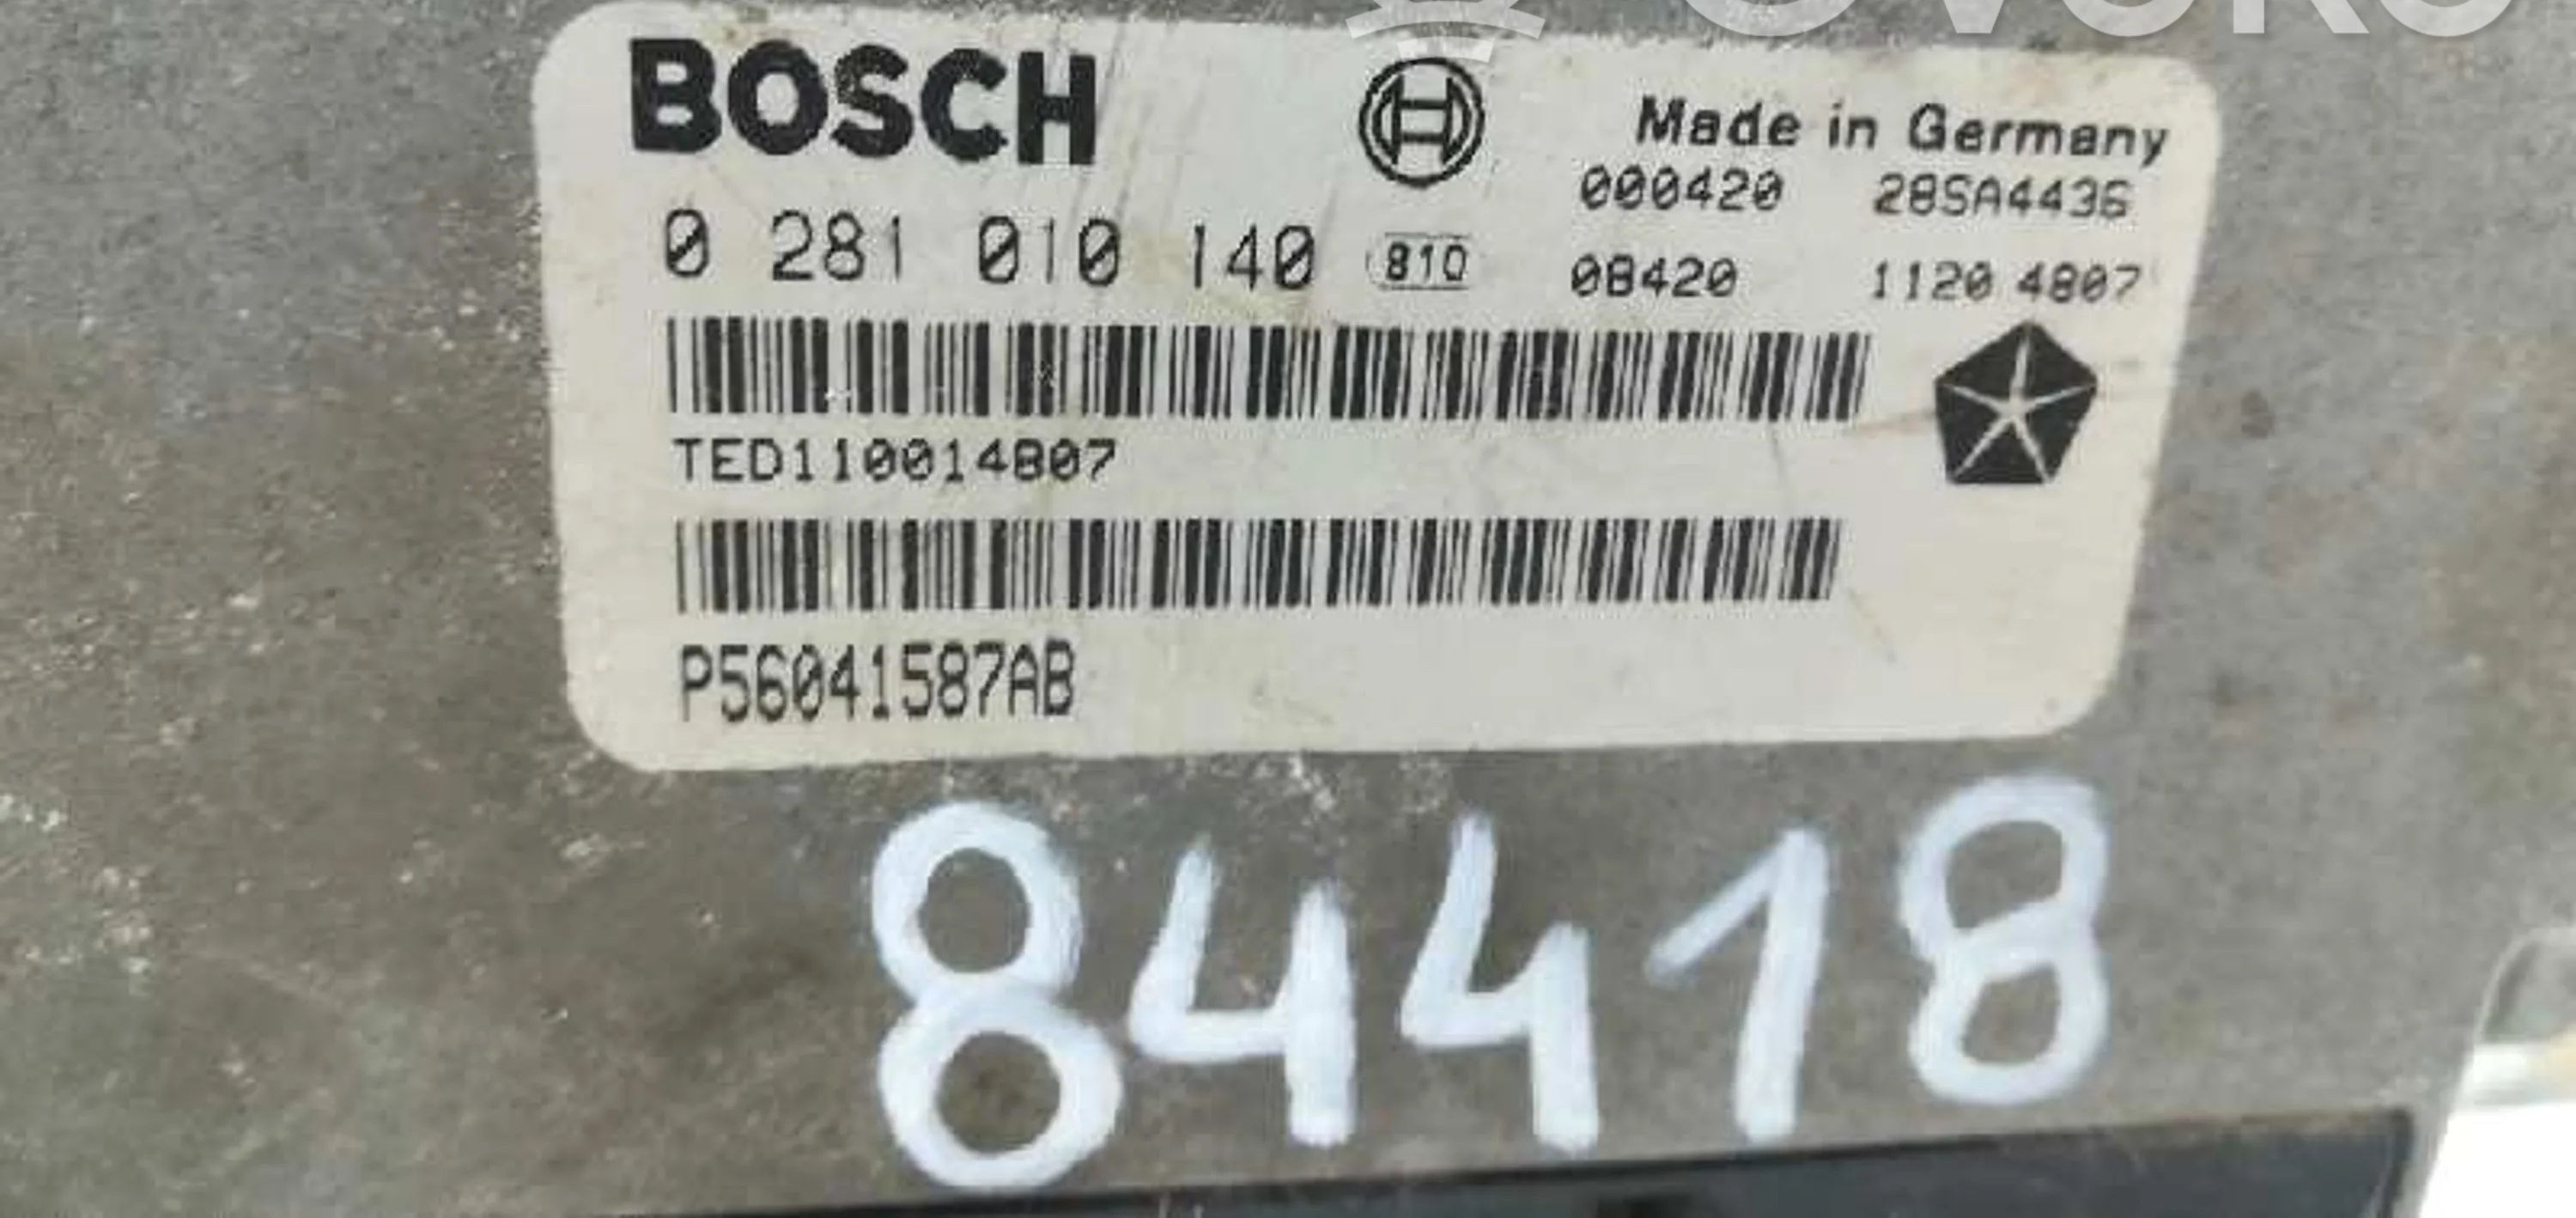 BOSCH
Made in Germany
000420 28SA4436
0 281 010 140 810 08420 1120 4807
TED110014807
P56041587AB
84418